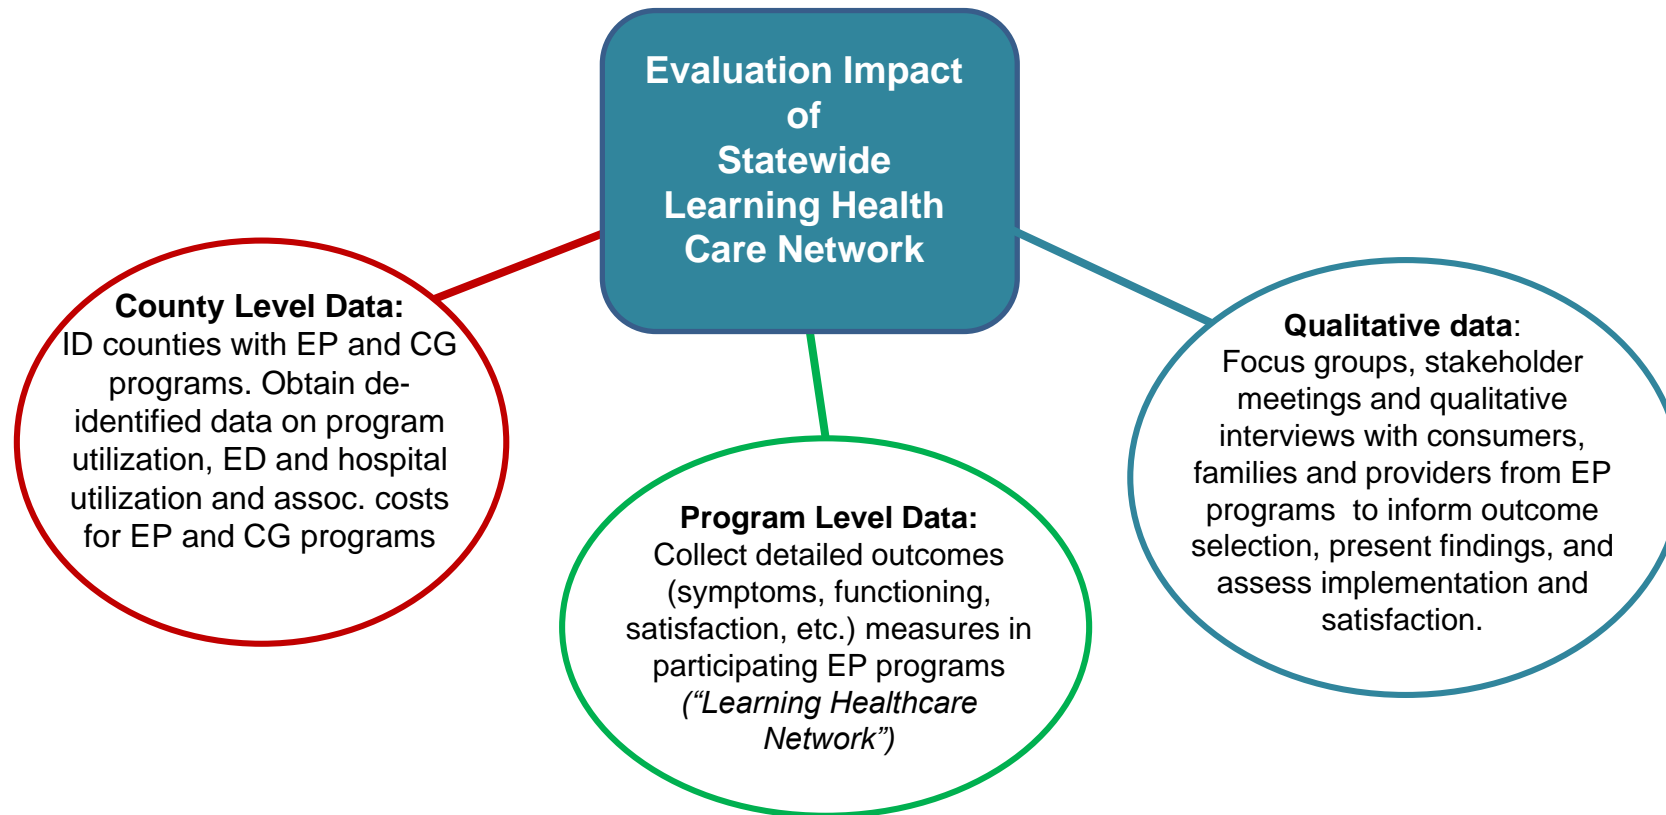 Evaluation Impact
of
Statewide
Learning Health
Care Network
County Level Data:
ID counties with EP and CG
programs. Obtain de-
identified data on program
utilization, ED and hospital
utilization and assoc. costs
for EP and CG programs
Program Level Data:
Collect detailed outcomes
(symptoms, functioning,
satisfaction, etc.) measures in
participating EP programs
(“Learning Healthcare
Network”)
Qualitative data:
Focus groups, stakeholder
meetings and qualitative
interviews with consumers,
families and providers from EP
programs  to inform outcome
selection, present findings, and
assess implementation and
satisfaction.